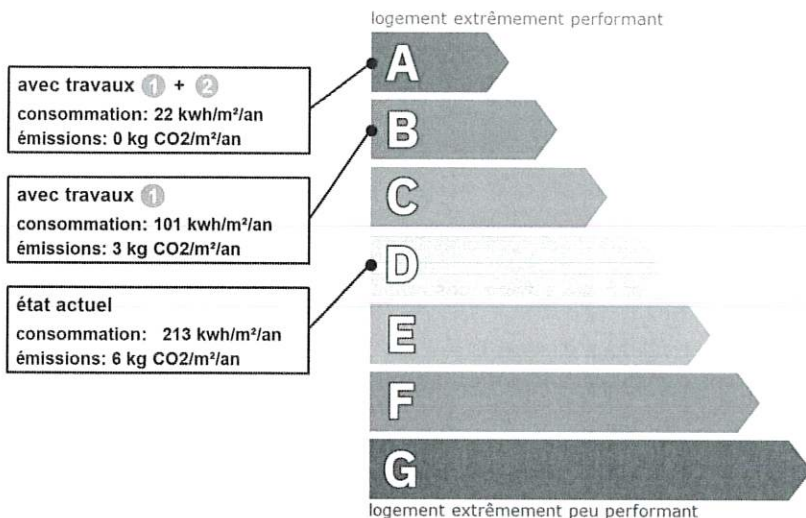 logement extrêmement performant
A
avec travaux 1 + 2
consommation: 22 kwh/m²/an
émissions: 0 kg CO2/m²/an
B
avec travaux 1
consommation: 101 kwh/m²/an
émissions: 3 kg CO2/m²/an
C
D
état actuel
consommation: 213 kwh/m²/an
émissions: 6 kg CO2/m²/an
E
F
G
logement extrêmement peu performant